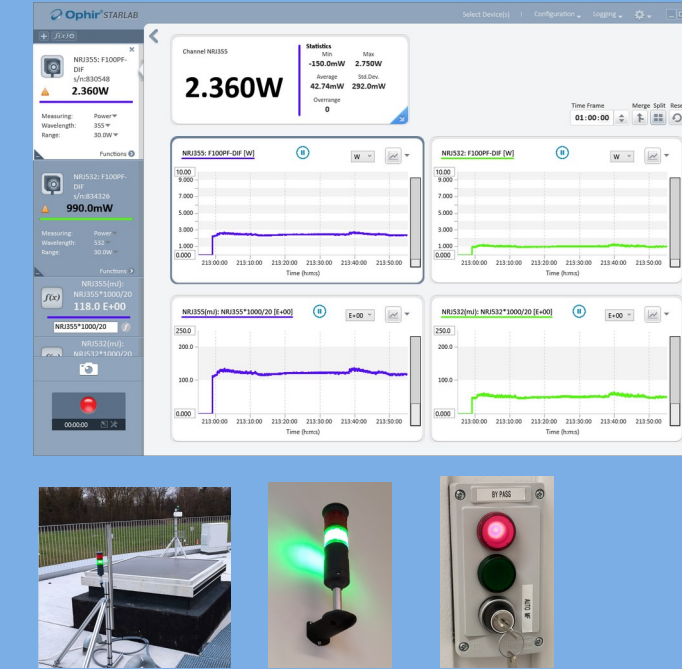 Ophir STARLAB
Select Device(s) | Configuration Logging
+ f(x)
NRJ355: F100PF-
DIF
s/n:830548
2.360W
Measuring: Power
Wavelength: 355
Range: 30.0W
Functions
NRJ532: F100PF-
DIF
s/n:834326
990.0mW
Measuring: Power
Wavelength: 532
Range: 30.0W
Functions
f(x)
NRJ355(mJ):
NRJ355*1000/20
118.0 E+00
NRJ355*1000/20
NRJ532(mJ):
NRJ532*1000/20
00:00:00
Channel NRJ355
2.360W
Statistics
Min Max
-150.0mW 2.750W
Average Std.Dev.
42.74mW 292.0mW
Overrange
0
Time Frame Merge Split Rese
01:00:00
NRJ355: F100PF-DIF [W] W
10.00
9.000
7.000
5.000
3.000
1.000
0.000
213:00:00 213:10:00 213:20:00 213:30:00 213:40:00 213:50:00
Time (h:m:s)
NRJ532: F100PF-DIF [W] W
10.00
9.000
7.000
5.000
3.000
1.000
0.000
213:00:00 213:10:00 213:20:00 213:30:00 213:40:00 213:50:00
Time (h:m:s)
NRJ355(mJ): NRJ355*1000/20 [E+00] E+00
250.0
200.0
100.0
0.000
213:00:00 213:10:00 213:20:00 213:30:00 213:40:00 213:50:00
Time (h:m:s)
NRJ532(mJ): NRJ532*1000/20 [E+00] E+00
250.0
200.0
100.0
0.000
213:00:00 213:10:00 213:20:00 213:30:00 213:40:00 213:50:00
Time (h:m:s)
BY PASS
AUTO MF